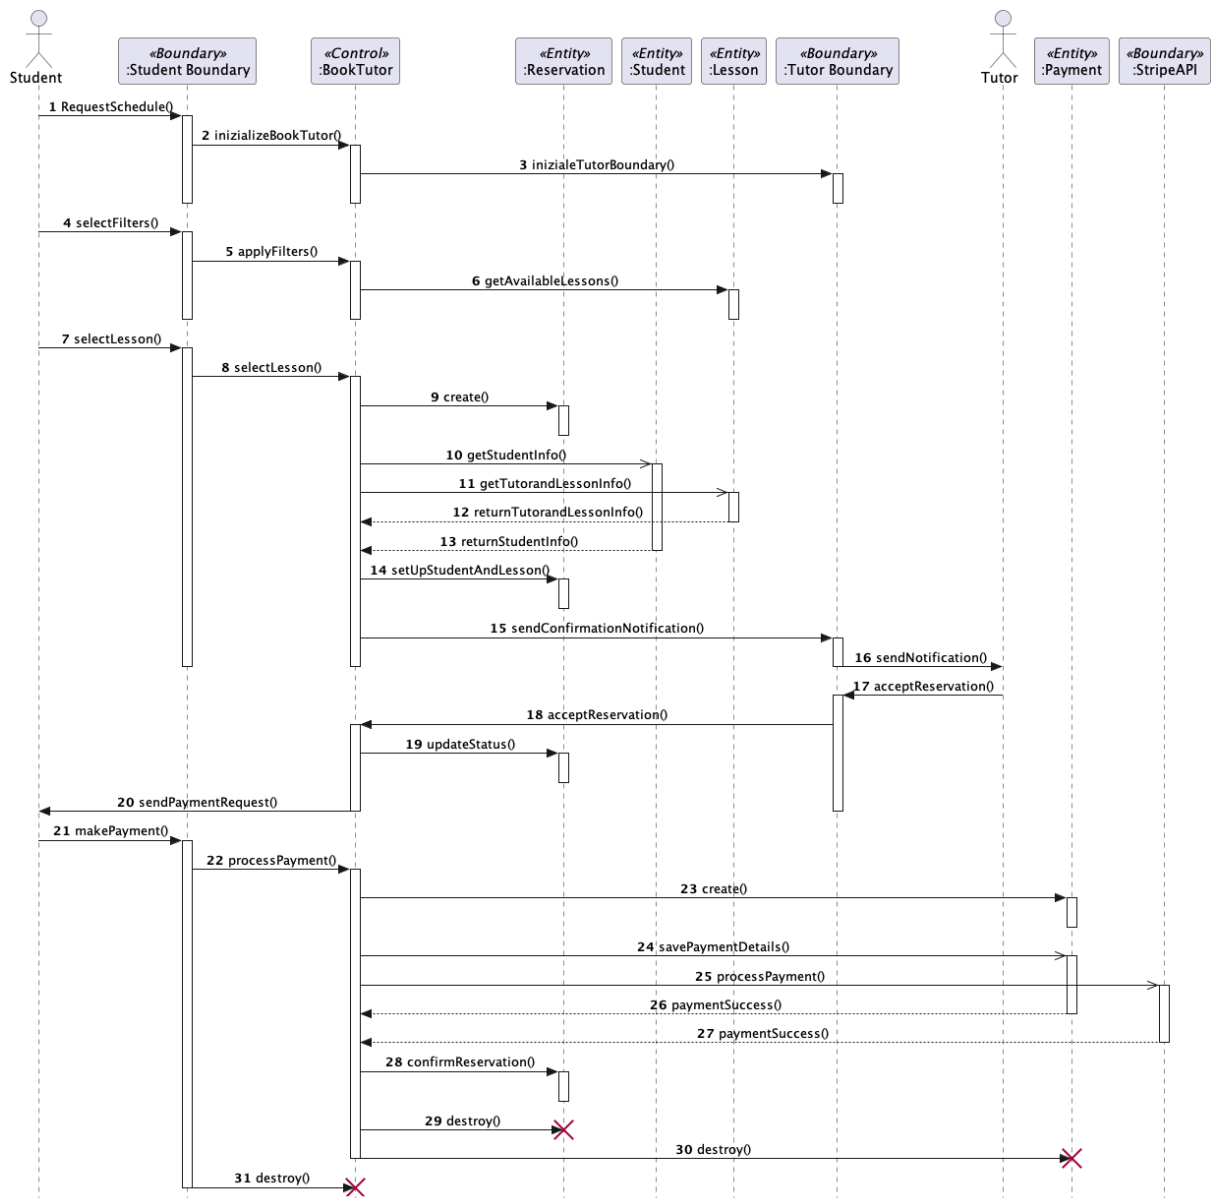 «Boundary»
:Student Boundary
«Control»
:BookTutor
«Entity»
:Reservation
«Entity»
:Student
«Entity»
:Lesson
«Boundary»
:Tutor Boundary
«Entity»
:Payment
«Boundary»
:StripeAPI
Student
Tutor
1 RequestSchedule()
2 inizializeBookTutor()
3 inizialeTutorBoundary()
4 selectFilters()
5 applyFilters()
6 getAvailableLessons()
7 selectLesson()
8 selectLesson()
9 create()
10 getStudentInfo()
11 getTutorandLessonInfo()
12 returnTutorandLessonInfo()
13 returnStudentInfo()
14 setUpStudentAndLesson()
15 sendConfirmationNotification()
16 sendNotification()
17 acceptReservation()
18 acceptReservation()
19 updateStatus()
20 sendPaymentRequest()
21 makePayment()
22 processPayment()
23 create()
24 savePaymentDetails()
25 processPayment()
26 paymentSuccess()
27 paymentSuccess()
28 confirmReservation()
29 destroy()
30 destroy()
31 destroy()